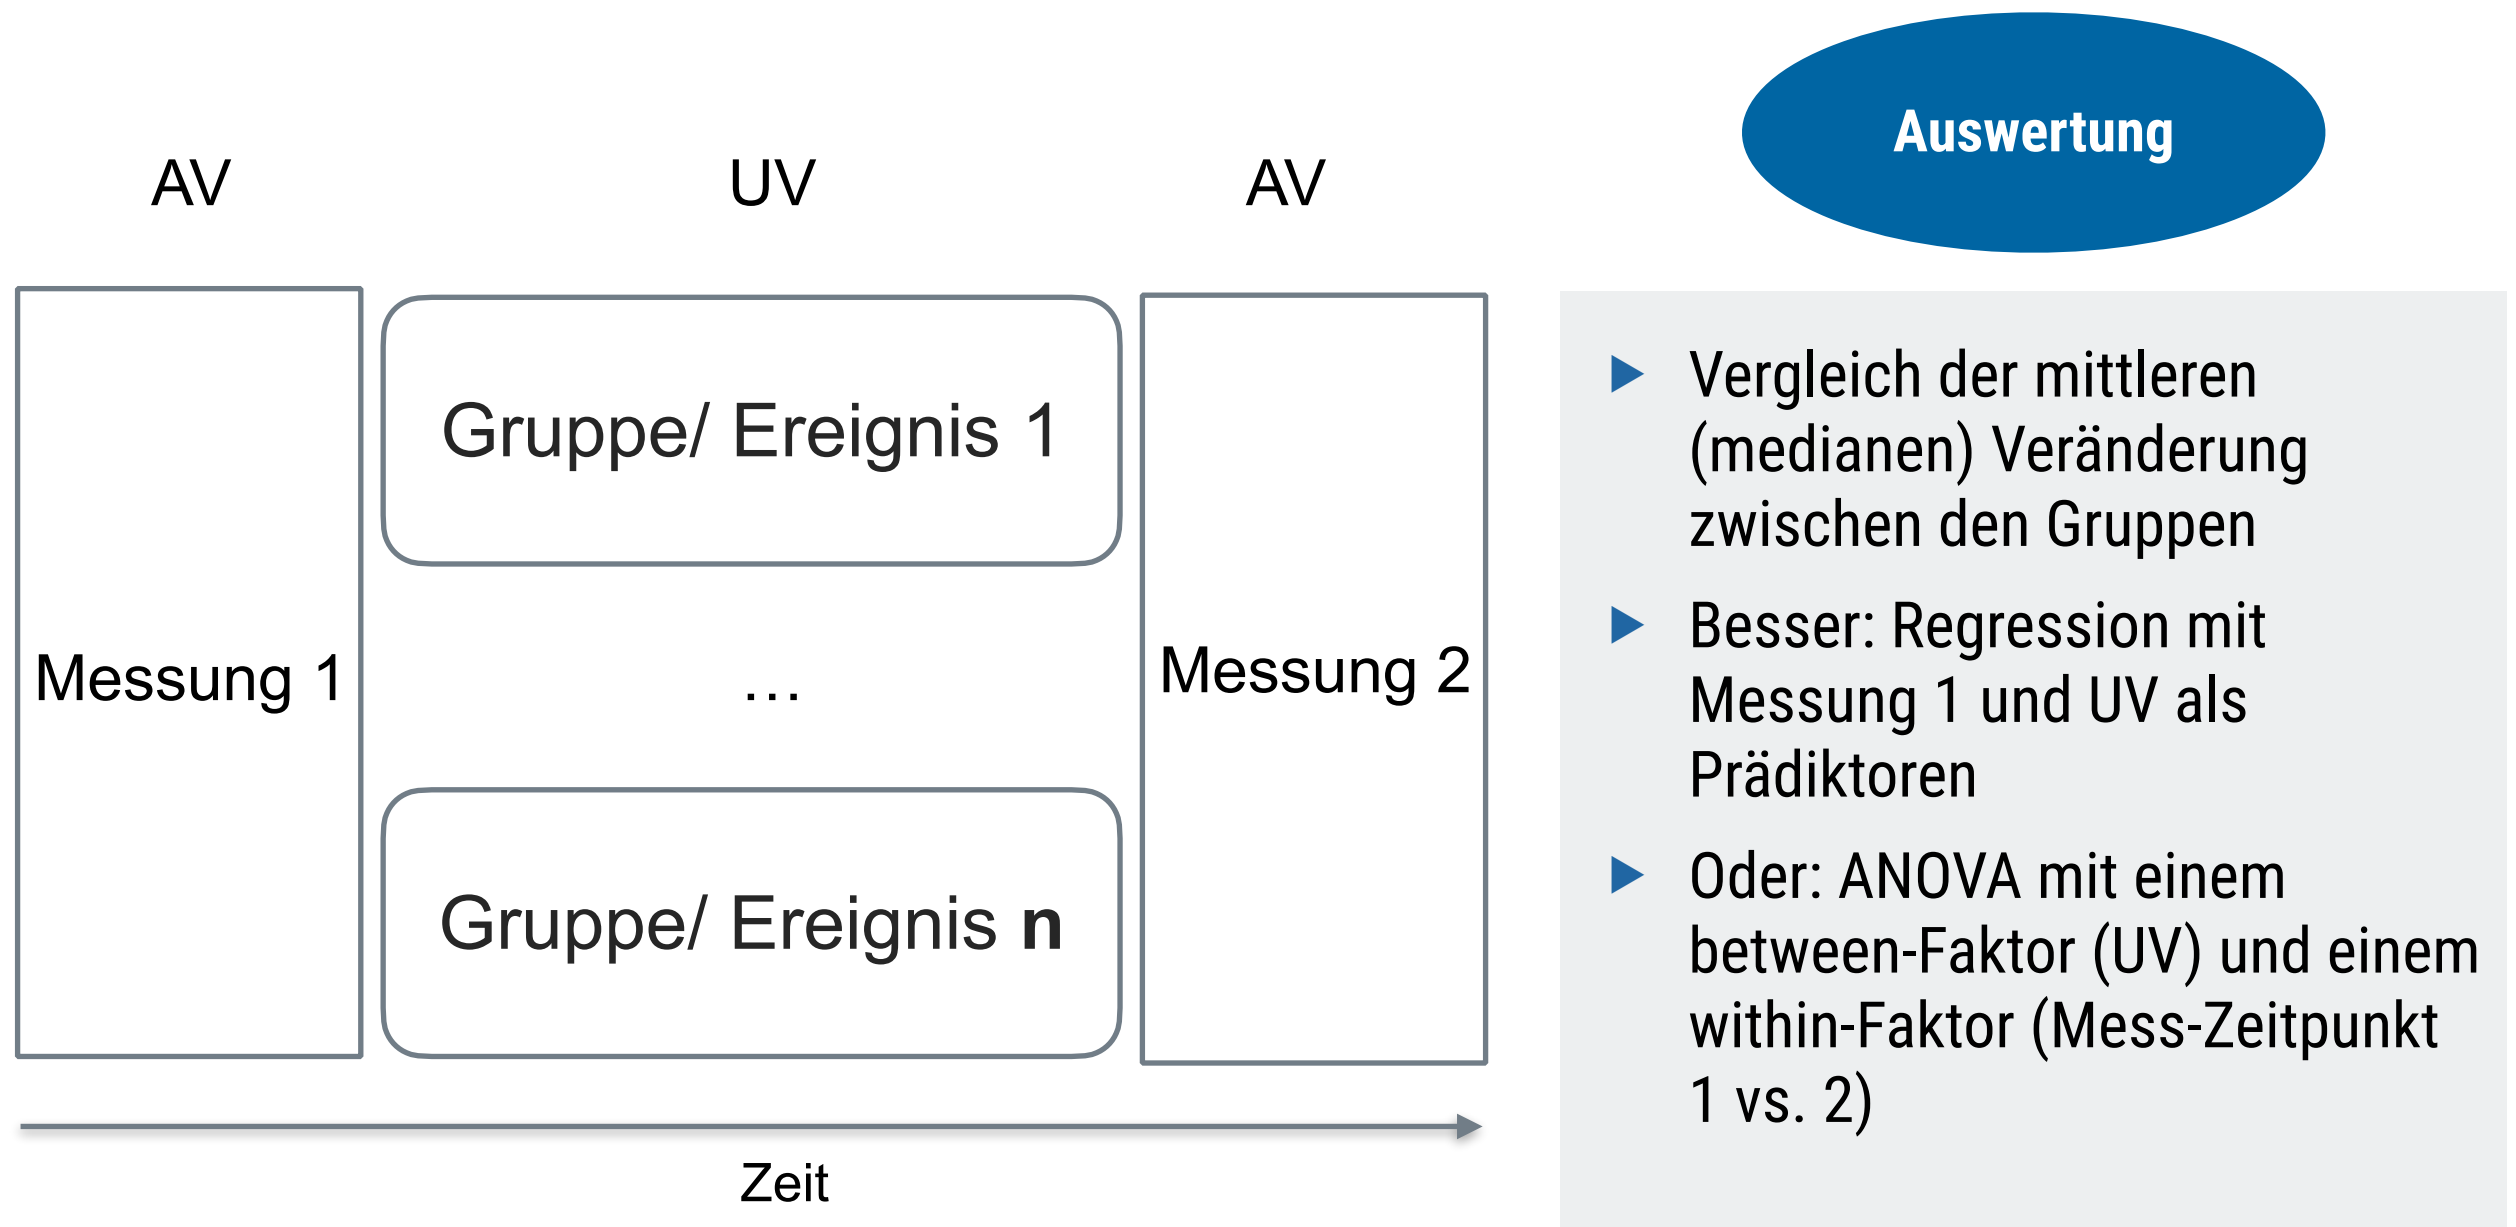 AV
UV
AV
Messung 1
Gruppe/ Ereignis 1
...
Gruppe/ Ereignis n
Messung 2
Zeit
Auswertung
Vergleich der mittleren
(medianen) Veränderung
zwischen den Gruppen
Besser: Regression mit
Messung 1 und UV als
Prädiktoren
Oder: ANOVA mit einem
between-Faktor (UV) und einem
within-Faktor (Mess-Zeitpunkt
1 vs. 2)